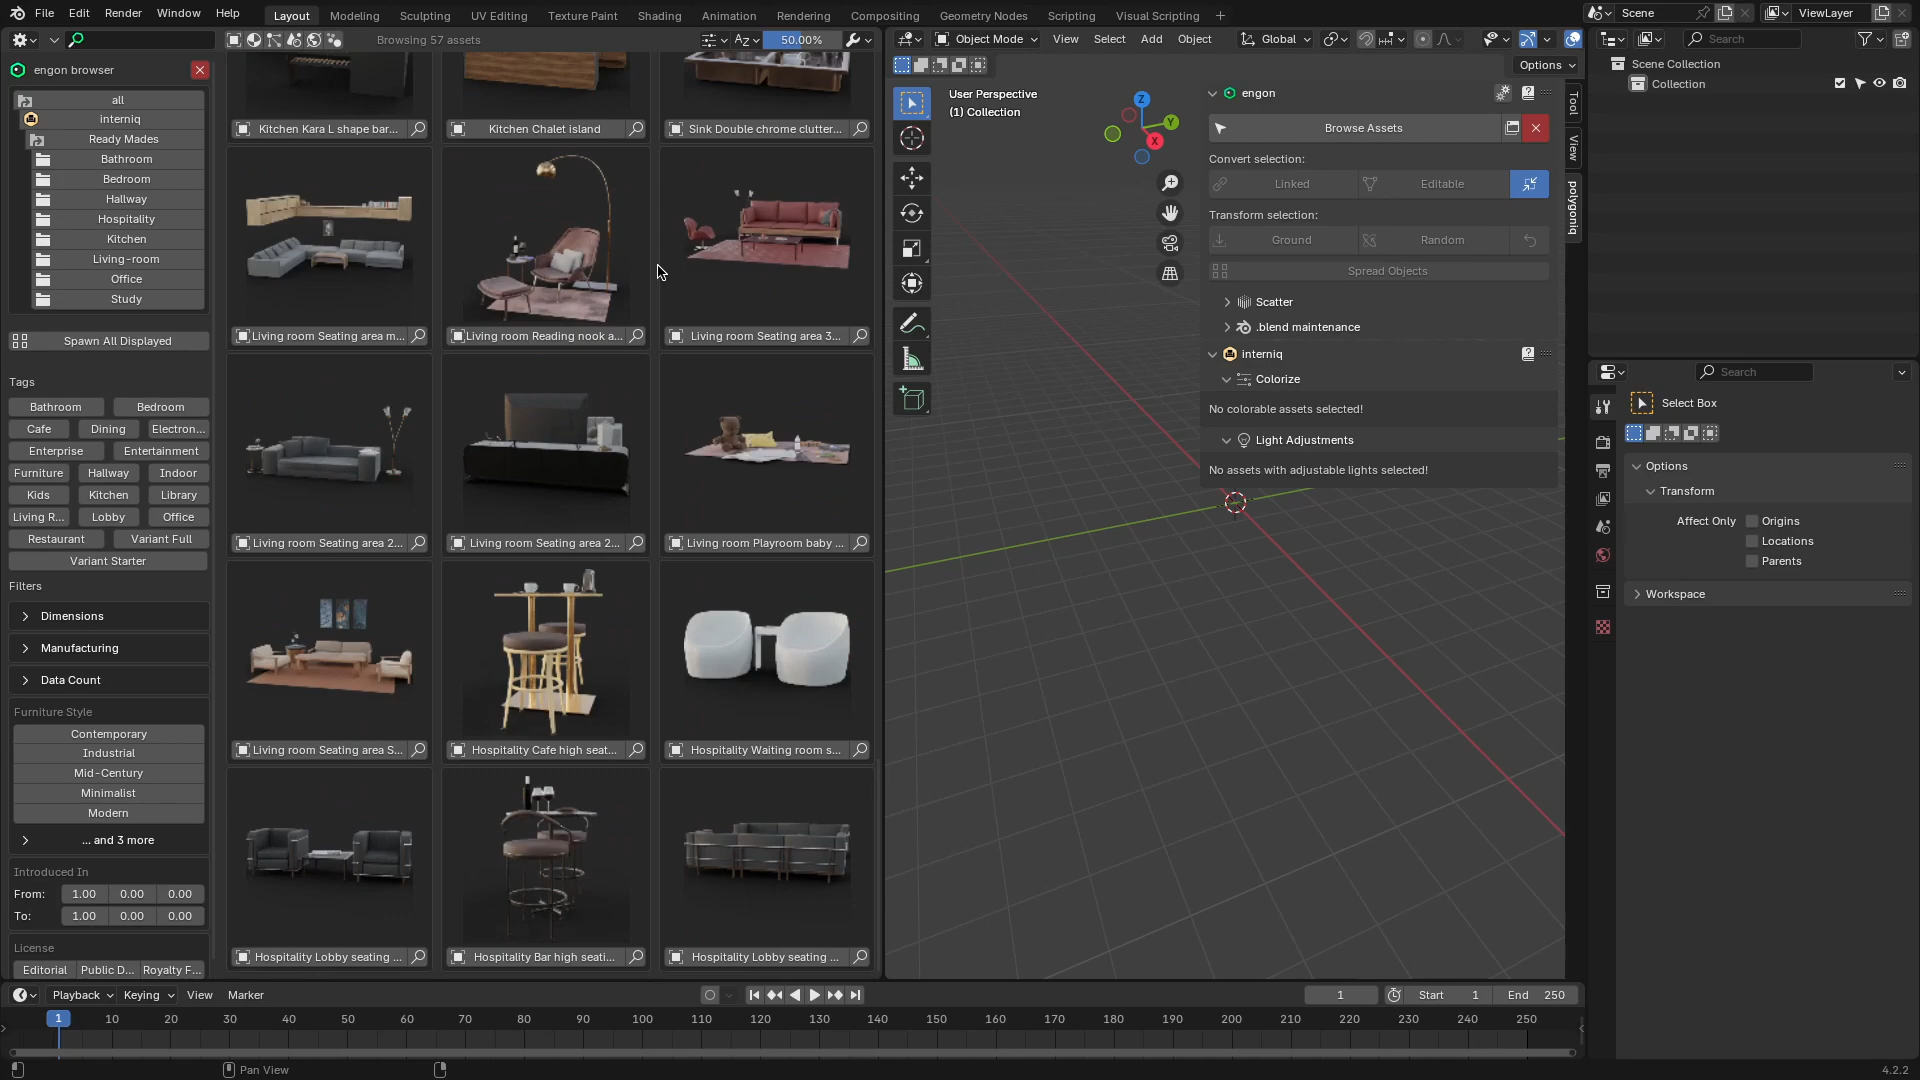 File Edit Render Window Help Layout Modeling Sculpting UV Editing Texture Paint Shading Animation Rendering Compositing Geometry Nodes Scripting Visual Scripting + Scene ViewLayer
Browsing 57 assets A-Z 50.00% Object Mode View Select Add Object Global Search
Options
engon browser
all
interniq
Ready Mades
Bathroom
Bedroom
Hallway
Hospitality
Kitchen
Living-room
Office
Study
Spawn All Displayed
Tags
Bathroom Bedroom
Cafe Dining Electron...
Enterprise Entertainment
Furniture Hallway Indoor
Kids Kitchen Library
Living R... Lobby Office
Restaurant Variant Full
Variant Starter
Filters
Dimensions
Manufacturing
Data Count
Furniture Style
Contemporary
Industrial
Mid-Century
Minimalist
Modern
... and 3 more
Introduced In
From: 1.00 0.00 0.00
To: 1.00 0.00 0.00
License
Editorial Public D... Royalty F...
Kitchen Kara L shape bar... Kitchen Chalet island Sink Double chrome clutter...
Living room Seating area m... Living room Reading nook a... Living room Seating area 3...
Living room Seating area 2... Living room Seating area 2... Living room Playroom baby ...
Living room Seating area S... Hospitality Cafe high seat... Hospitality Waiting room s...
Hospitality Lobby seating ... Hospitality Bar high seati... Hospitality Lobby seating ...
User Perspective
(1) Collection
Z
Y
X
engon
Browse Assets
Convert selection:
Linked Editable
Transform selection:
Ground Random
Spread Objects
Scatter
.blend maintenance
interniq
Colorize
No colorable assets selected!
Light Adjustments
No assets with adjustable lights selected!
Tool
View
polygoniq
Scene Collection
Collection
Search
Select Box
Options
Transform
Affect Only Origins
Locations
Parents
Workspace
Playback Keying View Marker 1 Start 1 End 250
1 10 20 30 40 50 60 70 80 90 100 110 120 130 140 150 160 170 180 190 200 210 220 230 240 250
Pan View 4.2.2